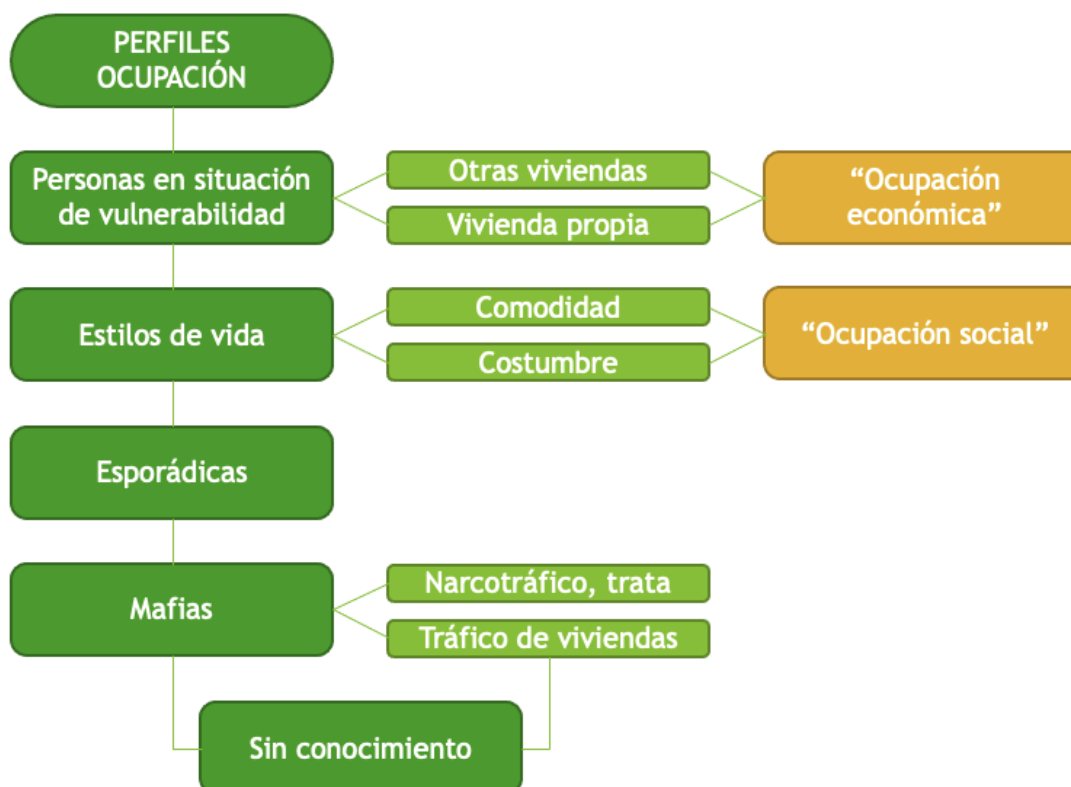 PERFILES
OCUPACIÓN
Personas en situación
de vulnerabilidad
Otras viviendas
Vivienda propia
“Ocupación
económica”
Estilos de vida
Comodidad
Costumbre
“Ocupación social”
Esporádicas
Mafias
Narcotráfico, trata
Tráfico de viviendas
Sin conocimiento